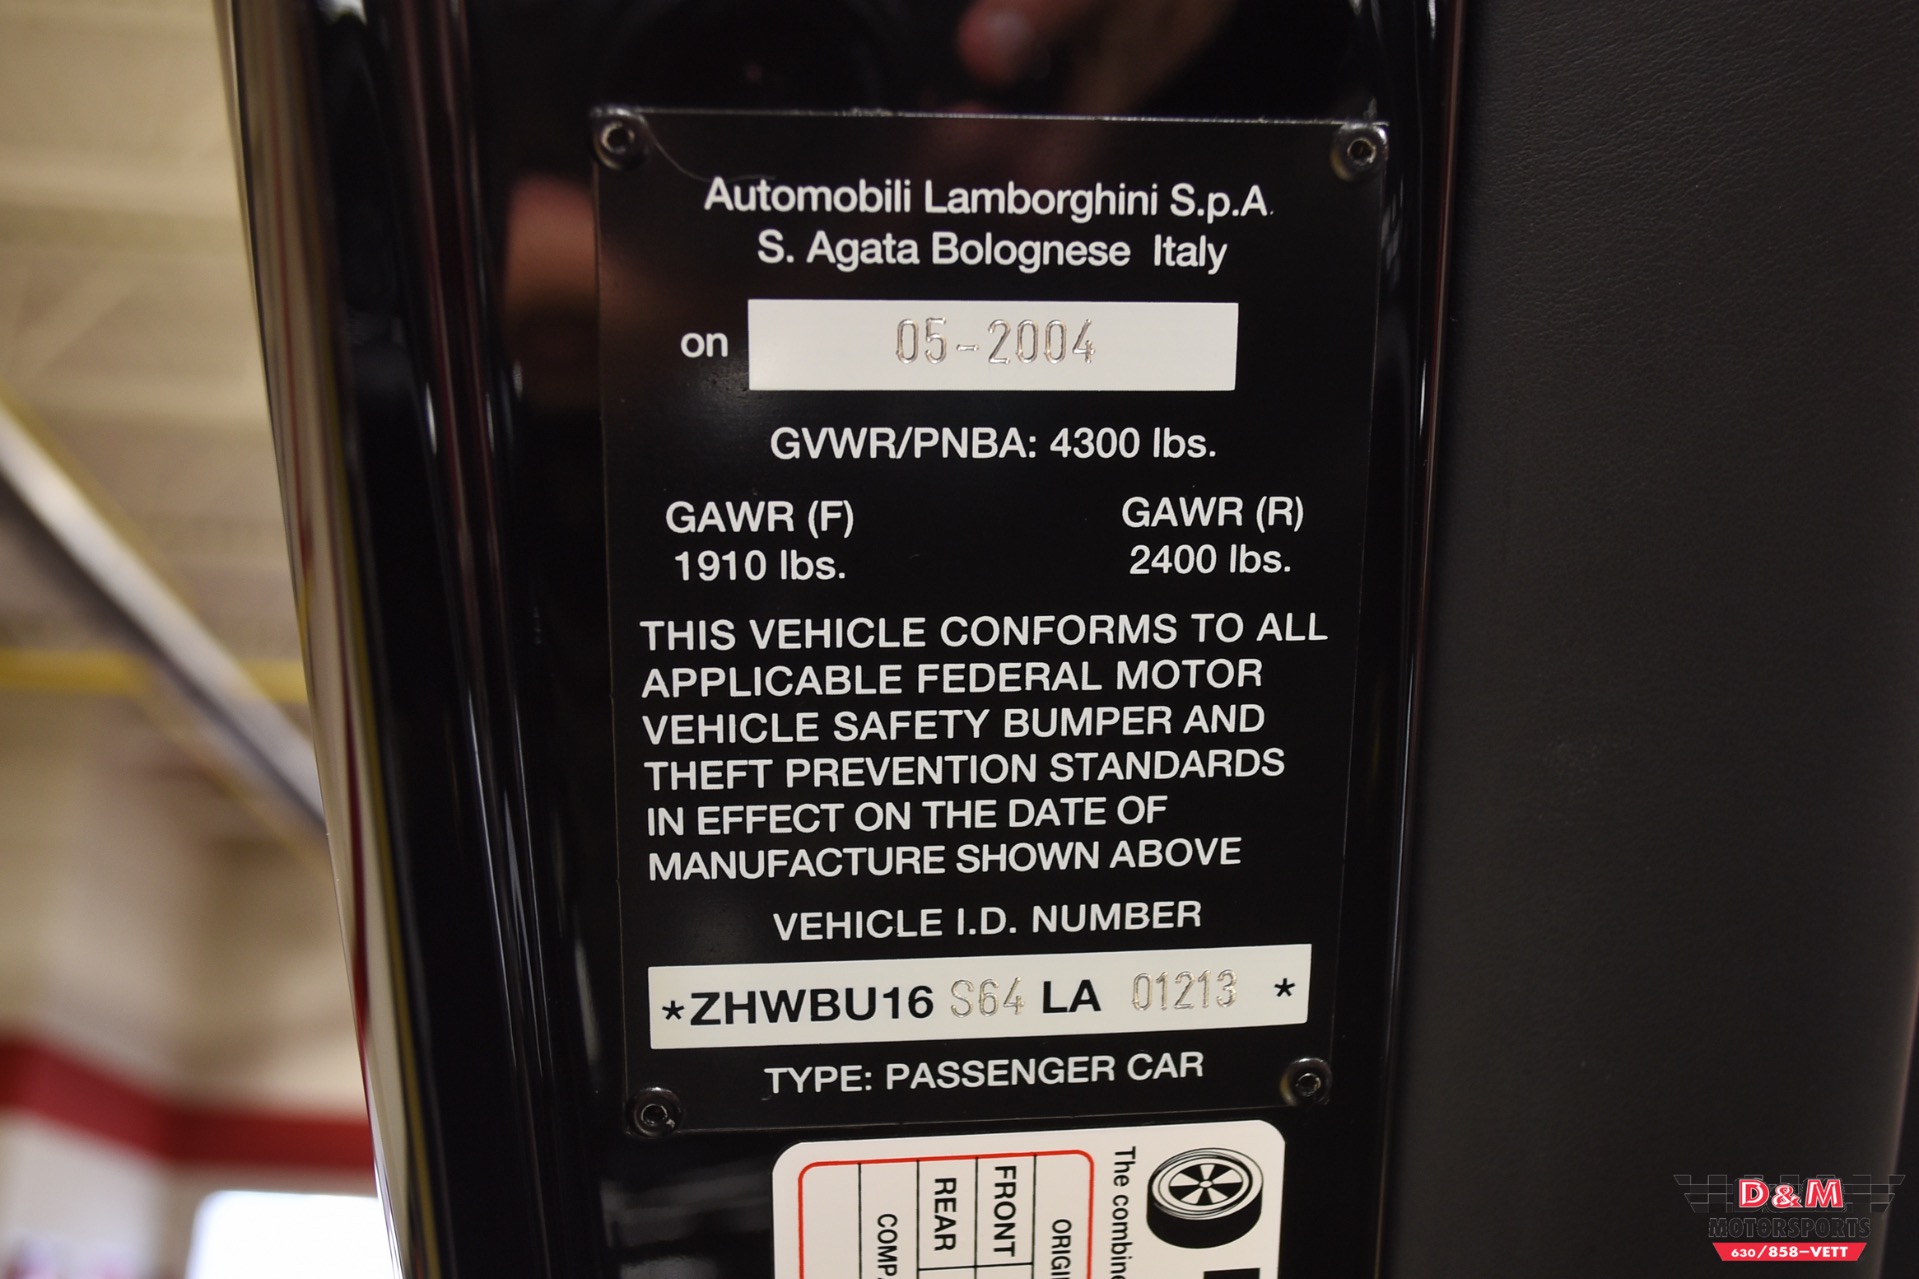 Automobili Lamborghini S.p.A.
S. Agata Bolognese Italy
on 05-2004
GVWR/PNBA: 4300 lbs.
GAWR (F) GAWR (R)
1910 lbs. 2400 lbs.
THIS VEHICLE CONFORMS TO ALL
APPLICABLE FEDERAL MOTOR
VEHICLE SAFETY BUMPER AND
THEFT PREVENTION STANDARDS
IN EFFECT ON THE DATE OF
MANUFACTURE SHOWN ABOVE
VEHICLE I.D. NUMBER
*ZHWBU16 S64 LA 01213 *
TYPE: PASSENGER CAR
The combine
FRONT
REAR
D&M
MOTORSPORTS
630/858-VETT